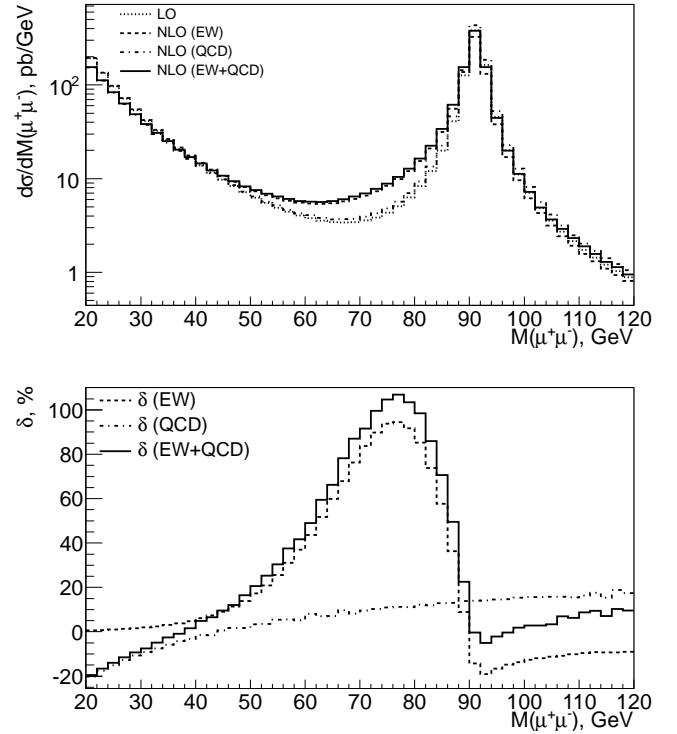 dσ/dM(μ⁺μ⁻), pb/GeV
LO
NLO (EW)
NLO (QCD)
NLO (EW+QCD)
10²
10
1
20 30 40 50 60 70 80 90 100 110 120
M(μ⁺μ⁻), GeV
δ, %
δ (EW)
δ (QCD)
δ (EW+QCD)
100
80
60
40
20
0
-20
20 30 40 50 60 70 80 90 100 110 120
M(μ⁺μ⁻), GeV